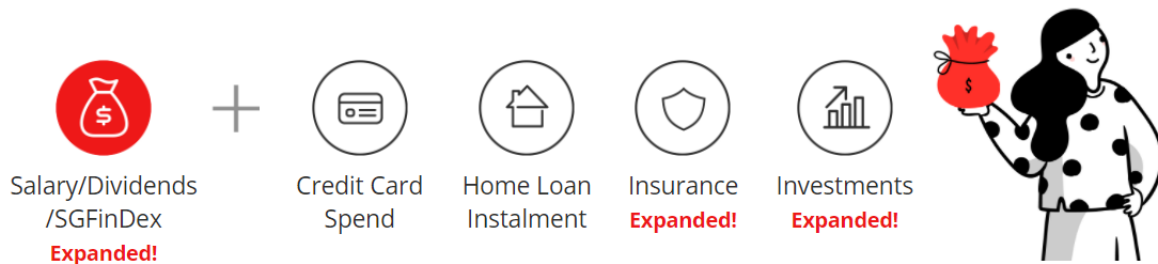 $
$
Salary/Dividends
/SGFinDex
Expanded!
Credit Card
Spend
Home Loan
Instalment
Insurance
Expanded!
Investments
Expanded!